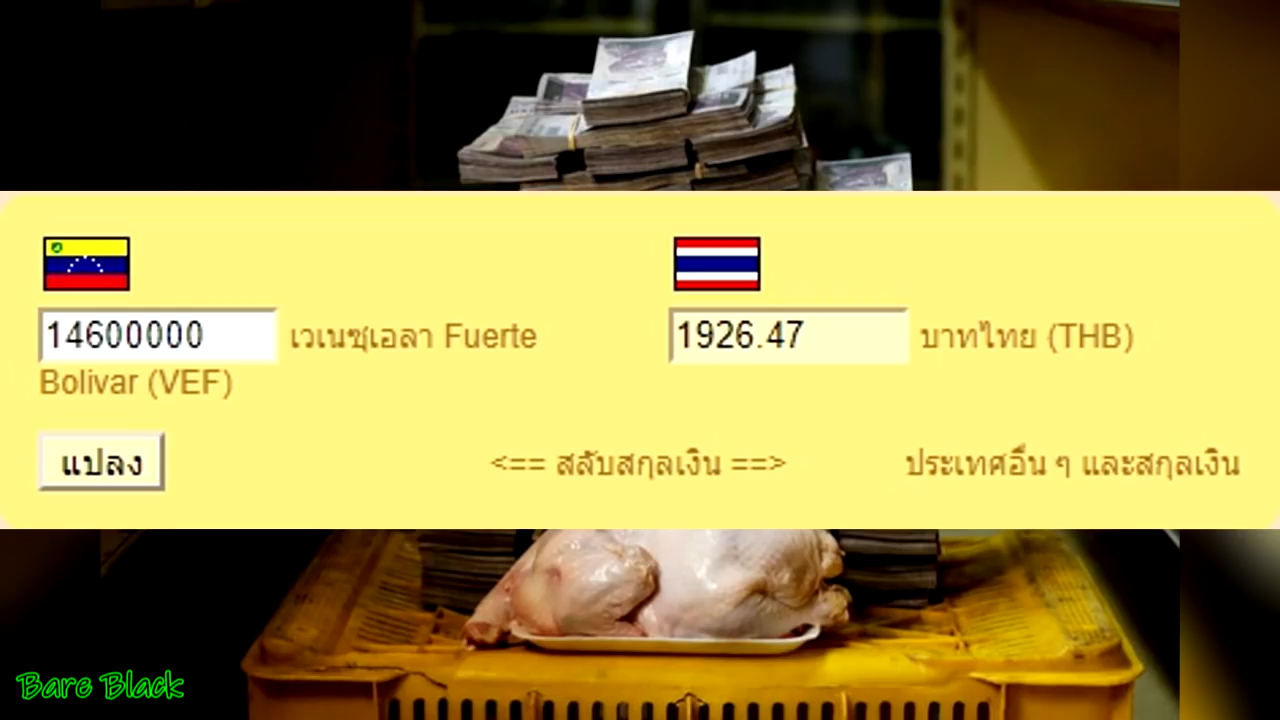 14600000 เวเนซุเอลา Fuerte
Bolivar (VEF)
1926.47 บาทไทย (THB)
แปลง
<== สลับสกุลเงิน ==>
ประเทศอื่น ๆ และสกุลเงิน
Bare Black